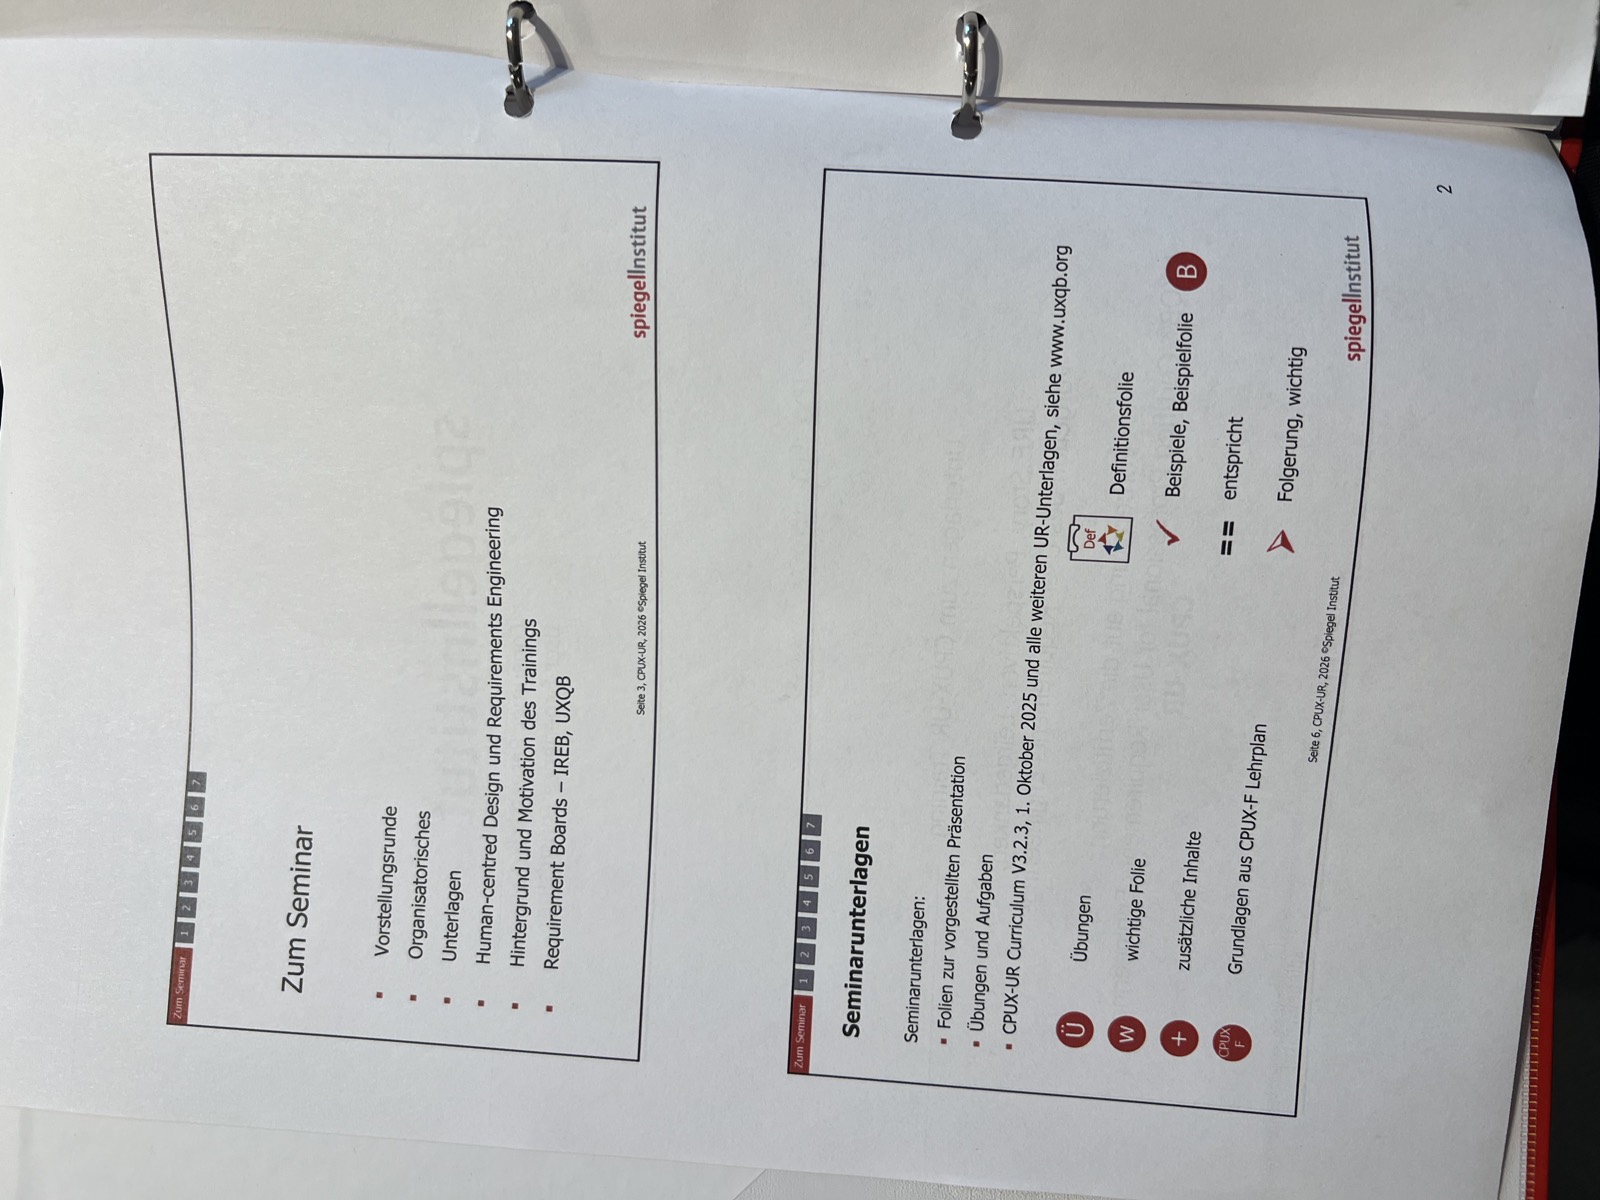 Zum Seminar 1 2 3 4 5 6 7
Zum Seminar
▪ Vorstellungsrunde
▪ Organisatorisches
▪ Unterlagen
▪ Human-centred Design und Requirements Engineering
▪ Hintergrund und Motivation des Trainings
▪ Requirement Boards – IREB, UXQB
Seite 3, CPUX-UR, 2026 ©Spiegel Institut
spiegelInstitut
Zum Seminar 1 2 3 4 5 6 7
Seminarunterlagen
Seminarunterlagen:
▪ Folien zur vorgestellten Präsentation
▪ Übungen und Aufgaben
▪ CPUX-UR Curriculum V3.2.3, 1. Oktober 2025 und alle weiteren UR-Unterlagen, siehe www.uxqb.org
Ü Übungen
W wichtige Folie
+ zusätzliche Inhalte
CPUX
F
Grundlagen aus CPUX-F Lehrplan
Def
Definitionsfolie
✓ Beispiele, Beispielfolie B
== entspricht
➢ Folgerung, wichtig
Seite 6, CPUX-UR, 2026 ©Spiegel Institut
spiegelInstitut
2